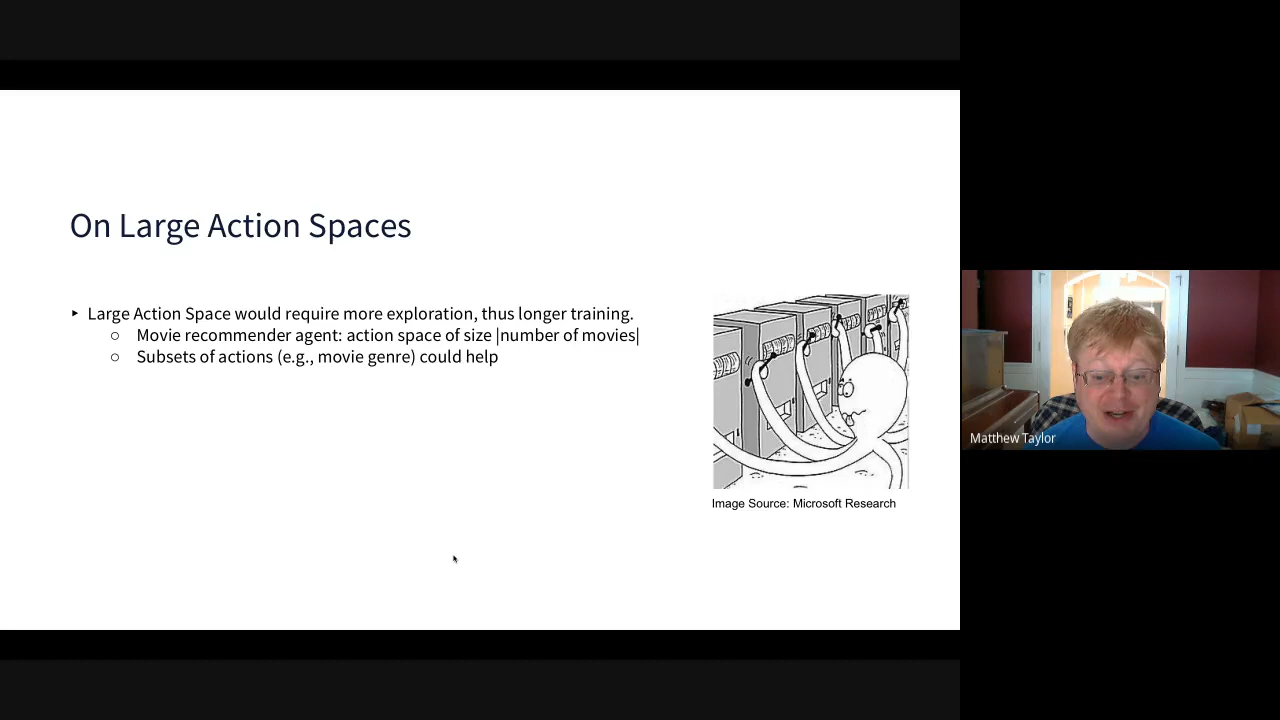 On Large Action Spaces
‣ Large Action Space would require more exploration, thus longer training.
○ Movie recommender agent: action space of size |number of movies|
○ Subsets of actions (e.g., movie genre) could help
Image Source: Microsoft Research
Matthew Taylor